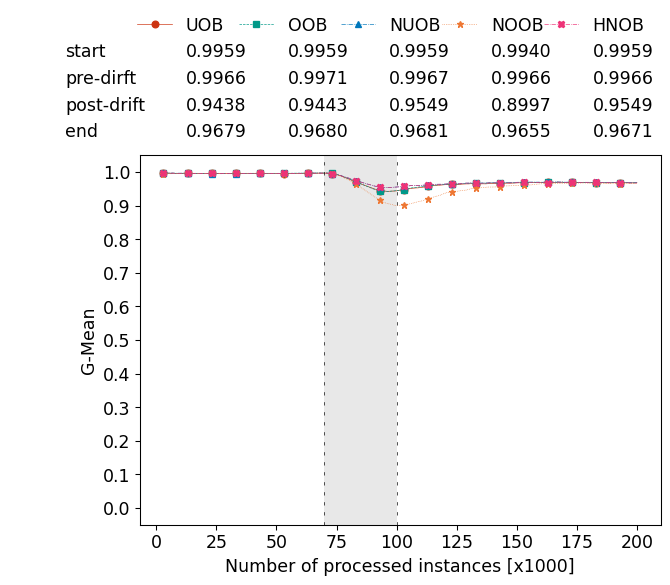 UOB OOB NUOB NOOB HNOB
start 0.9959 0.9959 0.9959 0.9940 0.9959
pre-dirft 0.9966 0.9971 0.9967 0.9966 0.9966
post-drift 0.9438 0.9443 0.9549 0.8997 0.9549
end 0.9679 0.9680 0.9681 0.9655 0.9671
1.0
0.9
0.8
0.7
0.6
0.5
0.4
0.3
0.2
0.1
0.0
G-Mean
0 25 50 75 100 125 150 175 200
Number of processed instances [x1000]